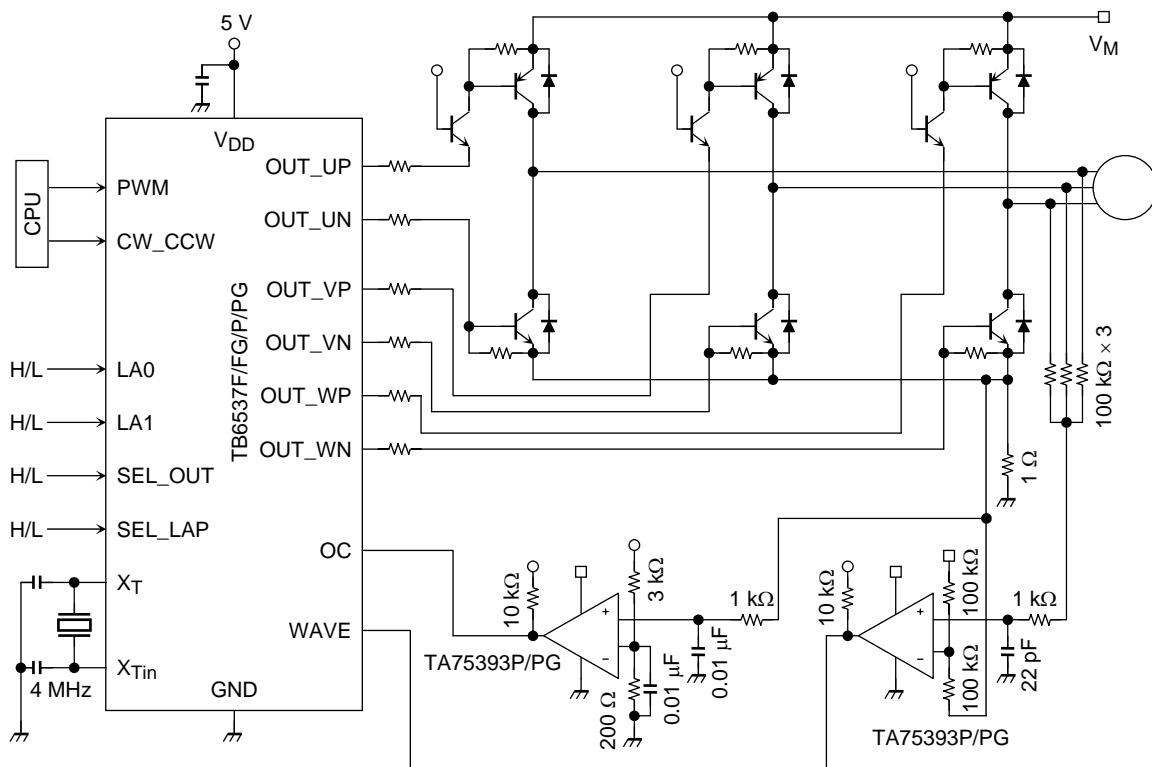 5 V
V_M
V_DD
CPU
PWM
CW_CCW
LA0
LA1
SEL_OUT
SEL_LAP
H/L
H/L
H/L
H/L
X_T
X_Tin
4 MHz
GND
TB6537F/FG/P/PG
OUT_UP
OUT_UN
OUT_VP
OUT_VN
OUT_WP
OUT_WN
OC
WAVE
100 kΩ × 3
1 Ω
10 kΩ
3 kΩ
1 kΩ
+
−
TA75393P/PG
200 Ω
0.01 µF
0.01 µF
10 kΩ
100 kΩ
1 kΩ
+
−
100 kΩ
22 pF
TA75393P/PG